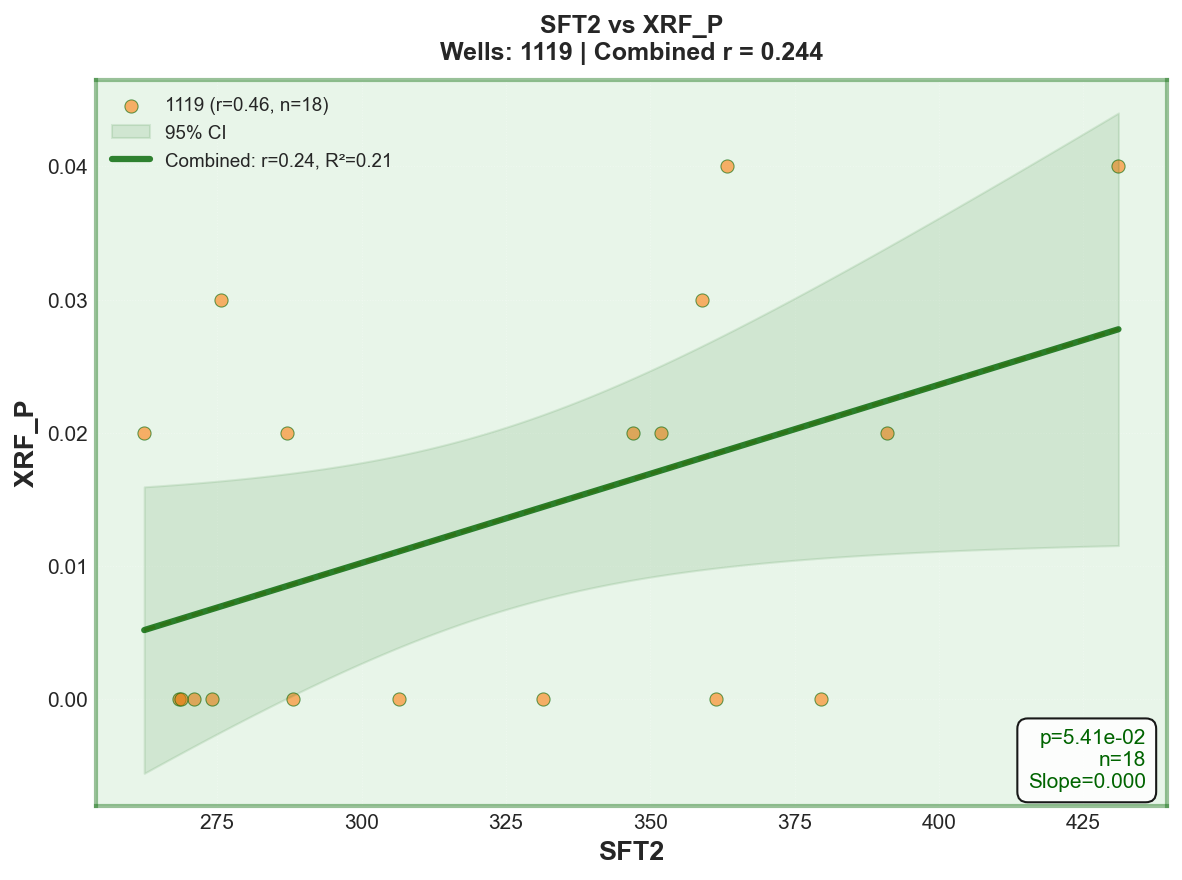 SFT2 vs XRF_P
Wells: 1119 | Combined r = 0.244
1119 (r=0.46, n=18)
95% CI
Combined: r=0.24, R²=0.21
0.04
0.03
0.02
0.01
0.00
XRF_P
p=5.41e-02
n=18
Slope=0.000
275 300 325 350 375 400 425
SFT2